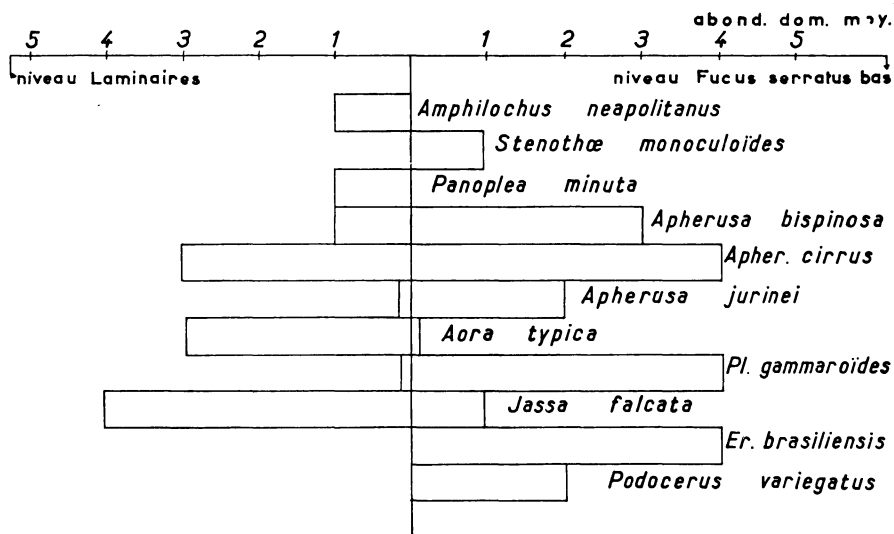 abond. dom. moy.
5 4 3 2 1 1 2 3 4 5
niveau Laminaires niveau Fucus serratus bas
Amphilochus neapolitanus
Stenothœ monoculoïdes
Panoplea minuta
Apherusa bispinosa
Apher. cirrus
Apherusa jurinei
Aora typica
Pl. gammaroïdes
Jassa falcata
Er. brasiliensis
Podocerus variegatus